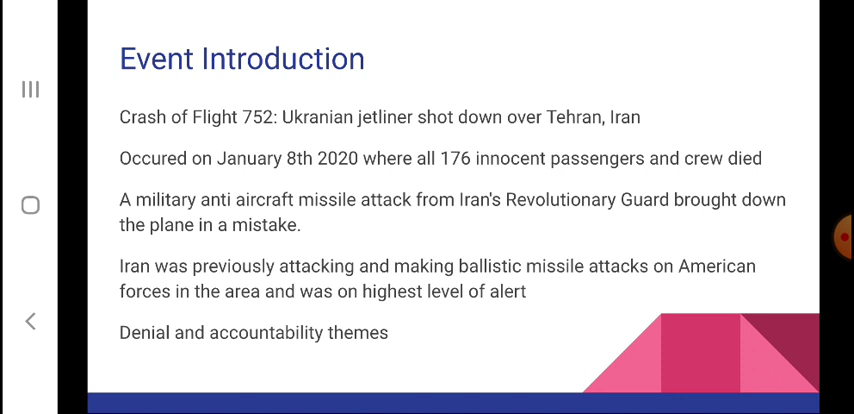 Event Introduction
Crash of Flight 752: Ukranian jetliner shot down over Tehran, Iran
Occured on January 8th 2020 where all 176 innocent passengers and crew died
A military anti aircraft missile attack from Iran's Revolutionary Guard brought down
the plane in a mistake.
Iran was previously attacking and making ballistic missile attacks on American
forces in the area and was on highest level of alert
Denial and accountability themes